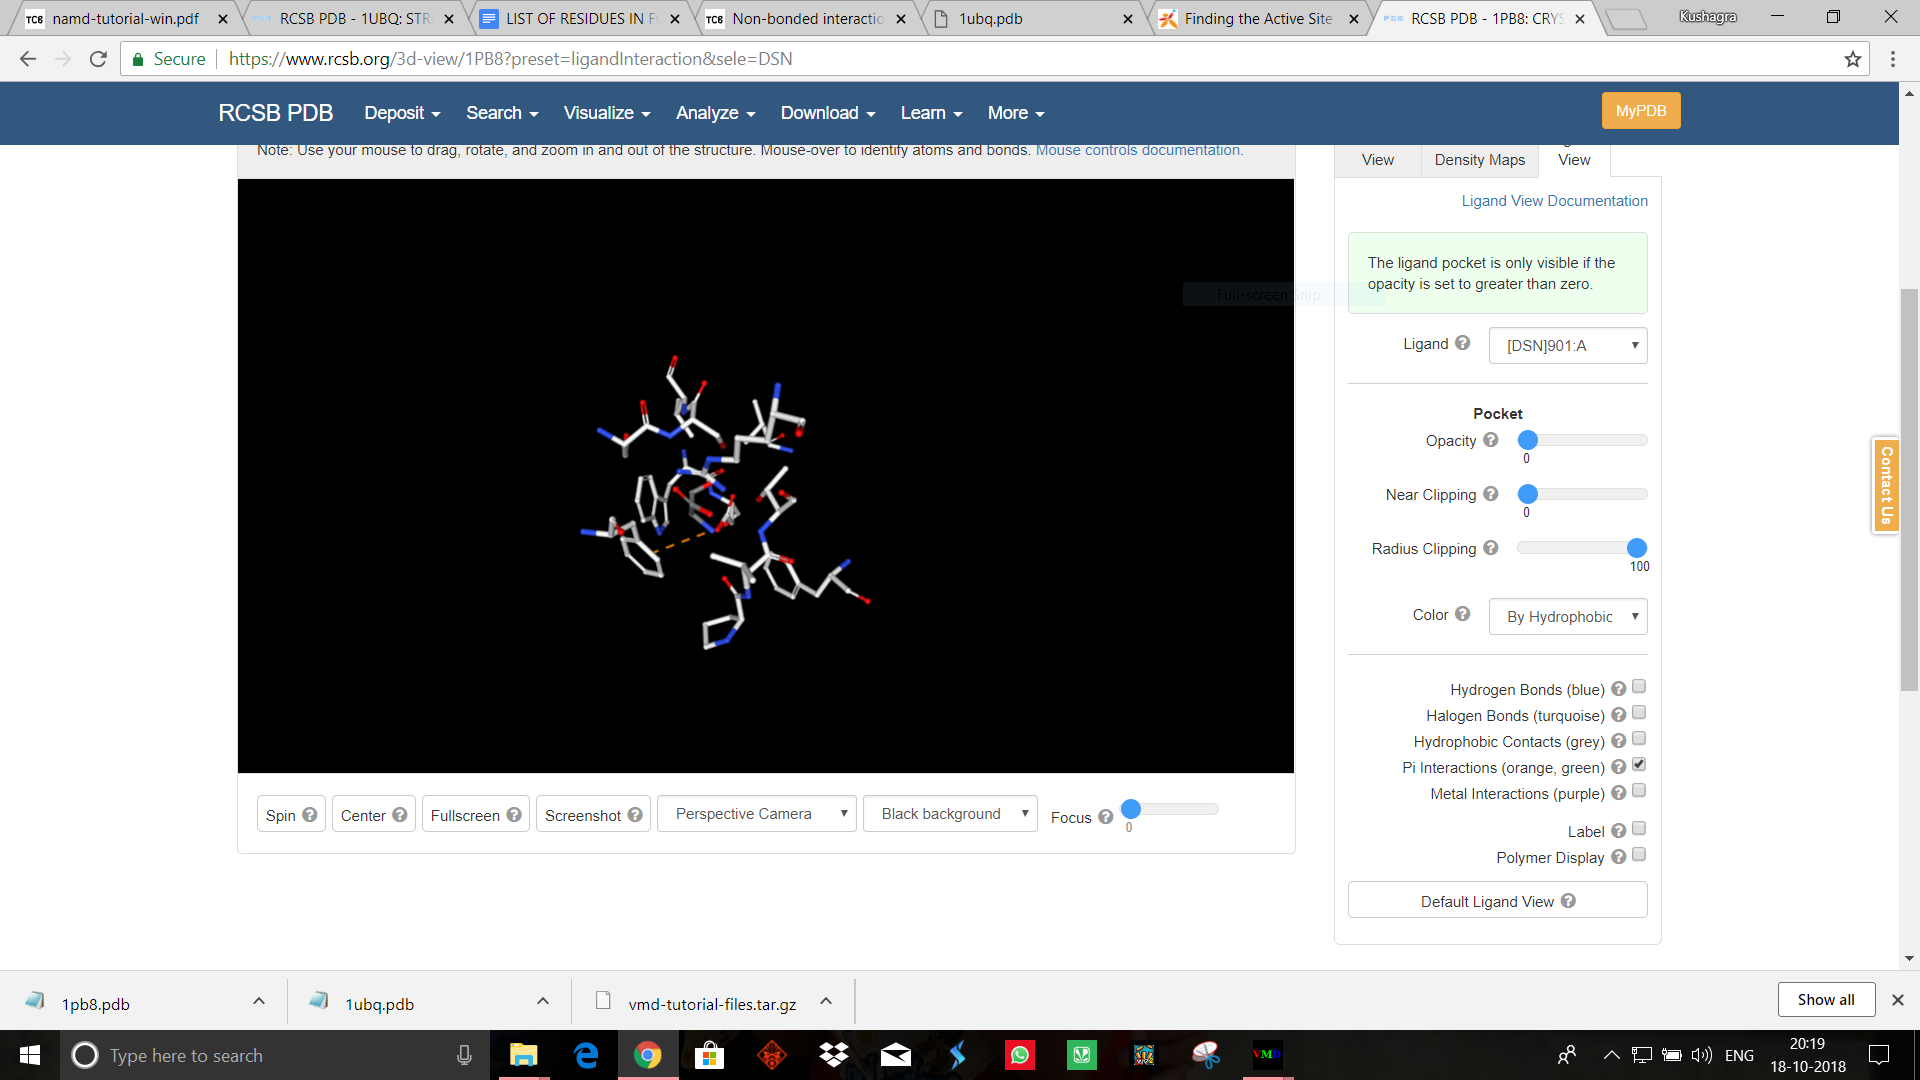 namd-tutorial-win.pdf
RCSB PDB - 1UBQ: STR
LIST OF RESIDUES IN F
Non-bonded interactio
1ubq.pdb
Finding the Active Site
RCSB PDB - 1PB8: CRYS
Kushagra
Secure
https://www.rcsb.org/3d-view/1PB8?preset=ligandInteraction&sele=DSN
RCSB PDB
Deposit
Search
Visualize
Analyze
Download
Learn
More
MyPDB
Note: Use your mouse to drag, rotate, and zoom in and out of the structure. Mouse-over to identify atoms and bonds. Mouse controls documentation.
View
Density Maps
View
Ligand View Documentation
The ligand pocket is only visible if the
opacity is set to greater than zero.
Full-screen Snip
Ligand
[DSN]901:A
Pocket
Opacity
0
Near Clipping
0
Radius Clipping
100
Color
By Hydrophobic
Hydrogen Bonds (blue)
Halogen Bonds (turquoise)
Hydrophobic Contacts (grey)
Pi Interactions (orange, green)
Metal Interactions (purple)
Label
Polymer Display
Default Ligand View
Contact Us
Spin
Center
Fullscreen
Screenshot
Perspective Camera
Black background
Focus
0
1pb8.pdb
1ubq.pdb
vmd-tutorial-files.tar.gz
Show all
Type here to search
VMD
ENG
20:19
18-10-2018